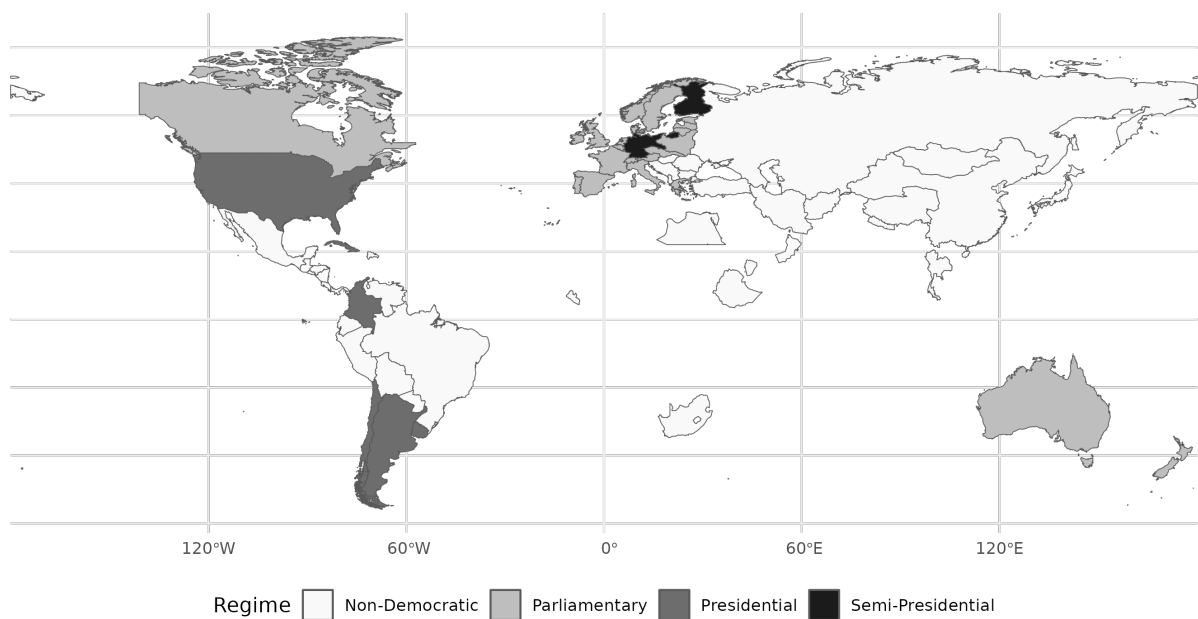 120°W 60°W 0° 60°E 120°E
Regime Non-Democratic Parliamentary Presidential Semi-Presidential